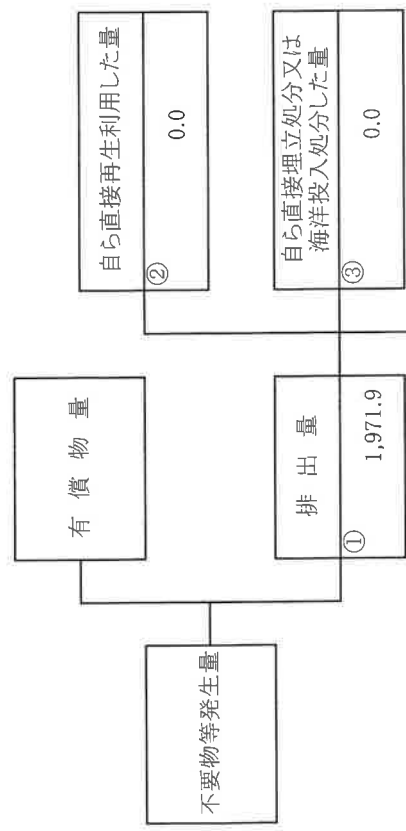 不要物等発生量
有償物量
排出量
①
1,971.9
自ら直接再生利用した量
②
0.0
自ら直接埋立処分又は
海洋投入処分した量
③
0.0